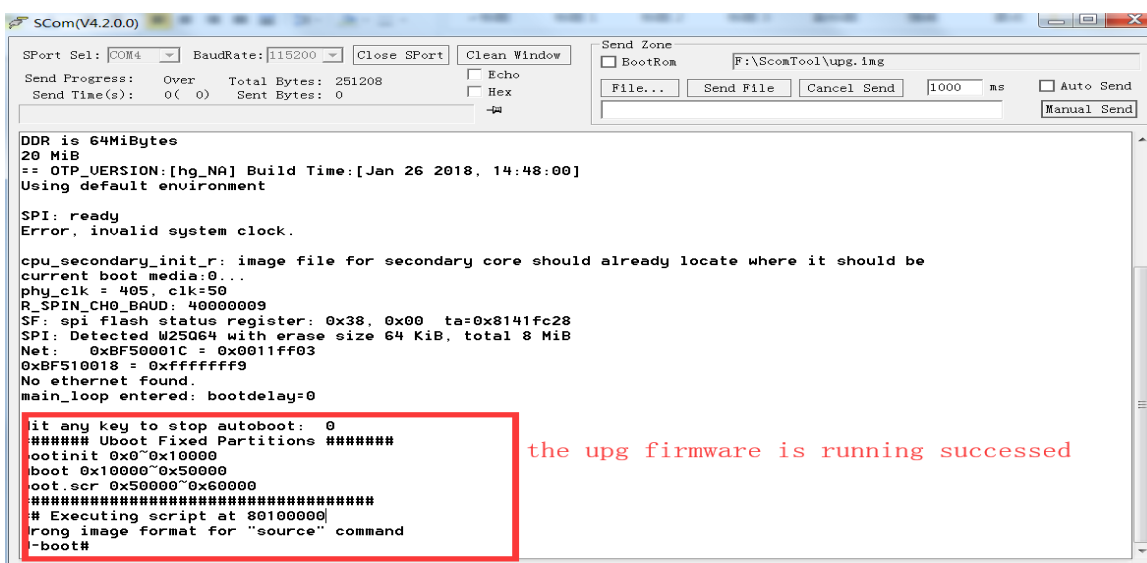 SCom(V4.2.0.0)
SPort Sel: COM4 BaudRate: 115200 Close SPort Clean Window
Send Progress: Over Total Bytes: 251208
Send Time(s): 0( 0) Sent Bytes: 0
Echo
Hex
Send Zone
BootRom F:\ScomTool\upg.img
File... Send File Cancel Send 1000 ms Auto Send
Manual Send
DDR is 64MiBytes
20 MiB
== OTP_VERSION:[hg_NA] Build Time:[Jan 26 2018, 14:48:00]
Using default environment
SPI: ready
Error, invalid system clock.
cpu_secondary_init_r: image file for secondary core should already locate where it should be
current boot media:0...
phy_clk = 405, clk=50
R_SPIN_CH0_BAUD: 40000009
SF: spi flash status register: 0x38, 0x00 ta=0x8141fc28
SPI: Detected W25Q64 with erase size 64 KiB, total 8 MiB
Net: 0xBF50001C = 0x0011ff03
0xBF510018 = 0xfffffff9
No ethernet found.
main_loop entered: bootdelay=0
Hit any key to stop autoboot: 0
###### Uboot Fixed Partitions #######
bootinit 0x0~0x10000
uboot 0x10000~0x50000
boot.scr 0x50000~0x60000
####################################
## Executing script at 80100000
Wrong image format for "source" command
U-boot#
the upg firmware is running successed